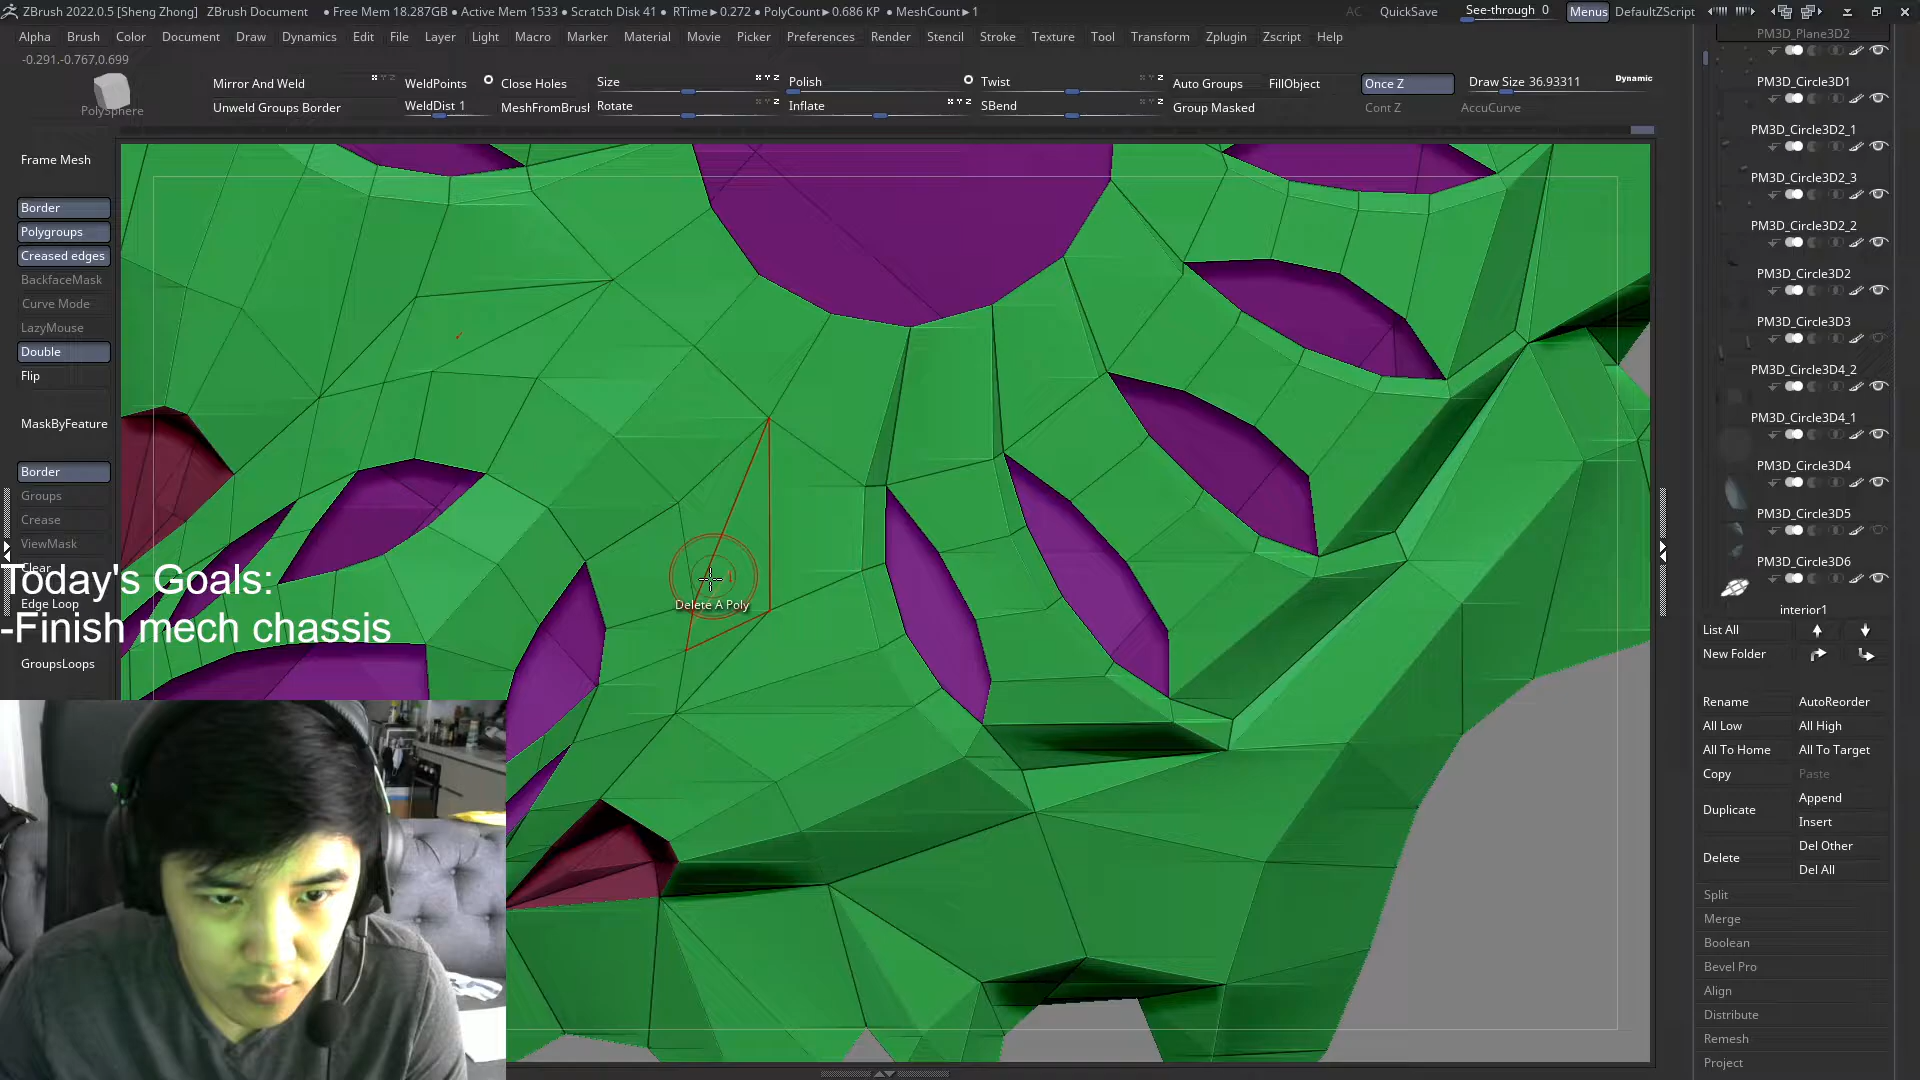 ZBrush 2022.0.5 [Sheng Zhong] ZBrush Document ● Free Mem 18.287GB ● Active Mem 1533 ● Scratch Disk 41 ● RTime►0.272 ● PolyCount►0.686 KP ● MeshCount►1 AC QuickSave See-through 0 Menus DefaultZScript
Alpha Brush Color Document Draw Dynamics Edit File Layer Light Macro Marker Material Movie Picker Preferences Render Stencil Stroke Texture Tool Transform Zplugin Zscript Help
-0.291,-0.767,0.699
PolySphere
Mirror And Weld WeldPoints Close Holes Size Polish Twist Auto Groups FillObject Once Z Draw Size 36.93311 Dynamic
Unweld Groups Border WeldDist 1 MeshFromBrush Rotate Inflate SBend Group Masked Cont Z AccuCurve
Frame Mesh
Border
Polygroups
Creased edges
BackfaceMask
Curve Mode
LazyMouse
Double
Flip
MaskByFeature
Border
Groups
Crease
ViewMask
Clear
Today's Goals:
Edge Loop
-Finish mech chassis
GroupsLoops
Delete A Poly
PM3D_Plane3D2
PM3D_Circle3D1
PM3D_Circle3D2_1
PM3D_Circle3D2_3
PM3D_Circle3D2_2
PM3D_Circle3D2
PM3D_Circle3D3
PM3D_Circle3D4_2
PM3D_Circle3D4_1
PM3D_Circle3D4
PM3D_Circle3D5
PM3D_Circle3D6
interior1
List All
New Folder
Rename AutoReorder
All Low All High
All To Home All To Target
Copy Paste
Duplicate Append
Insert
Delete Del Other
Del All
Split
Merge
Boolean
Bevel Pro
Align
Distribute
Remesh
Project